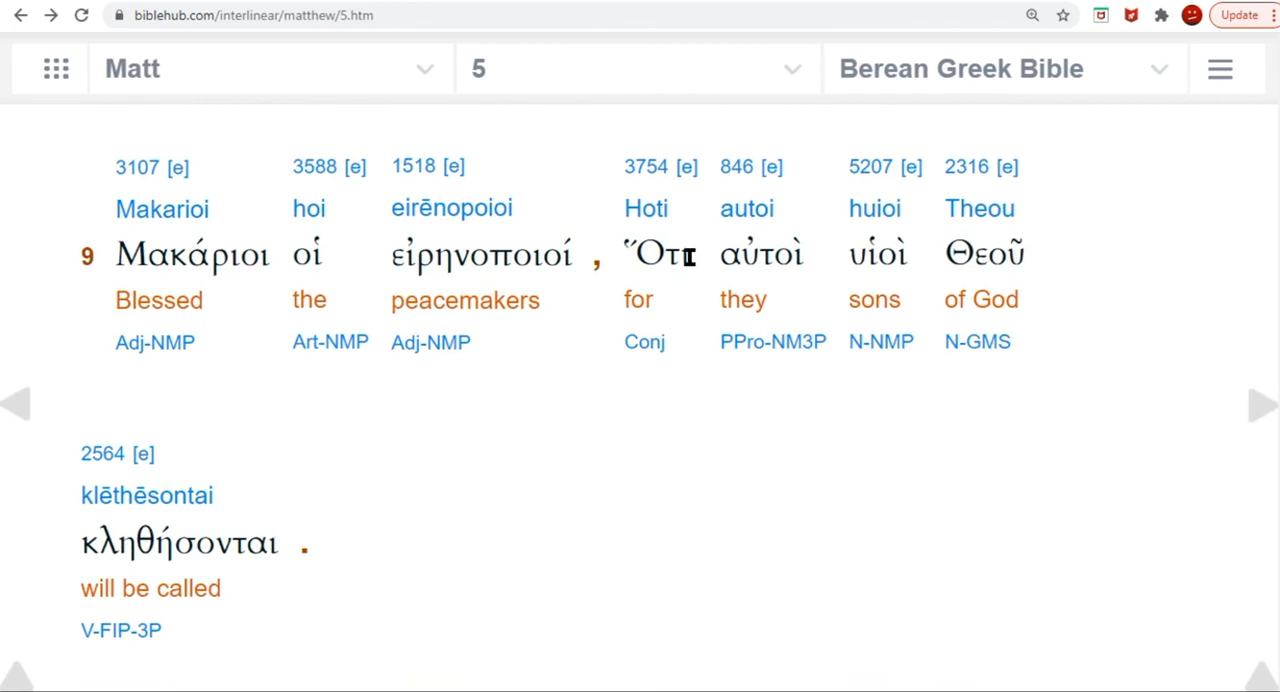 biblehub.com/interlinear/matthew/5.htm Update
Matt 5 Berean Greek Bible
3107 [e] 3588 [e] 1518 [e] 3754 [e] 846 [e] 5207 [e] 2316 [e]
Makarioi hoi eirēnopoioi Hoti autoi huioi Theou
9 Μακάριοι οἱ εἰρηνοποιοί , Ὅτι αὐτοὶ υἱοὶ Θεοῦ
Blessed the peacemakers for they sons of God
Adj-NMP Art-NMP Adj-NMP Conj PPro-NM3P N-NMP N-GMS
2564 [e]
klēthēsontai
κληθήσονται .
will be called
V-FIP-3P